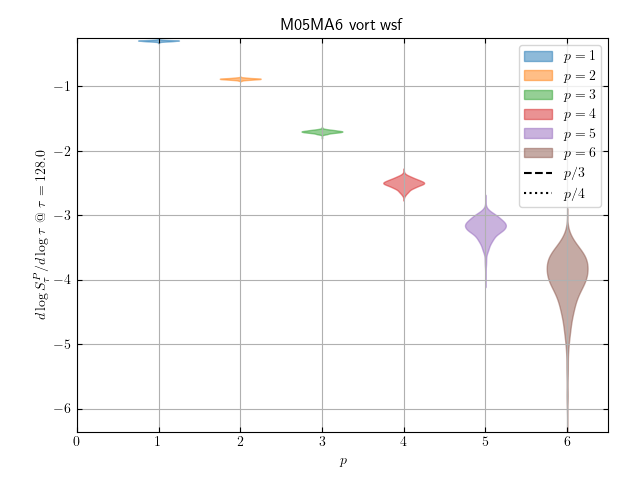 M05MA6 vort wsf
p = 1
p = 2
p = 3
p = 4
p = 5
p = 6
p/3
p/4
−1
−2
−3
−4
−5
−6
d log S_τ^P / d log τ @ τ = 128.0
0 1 2 3 4 5 6
p